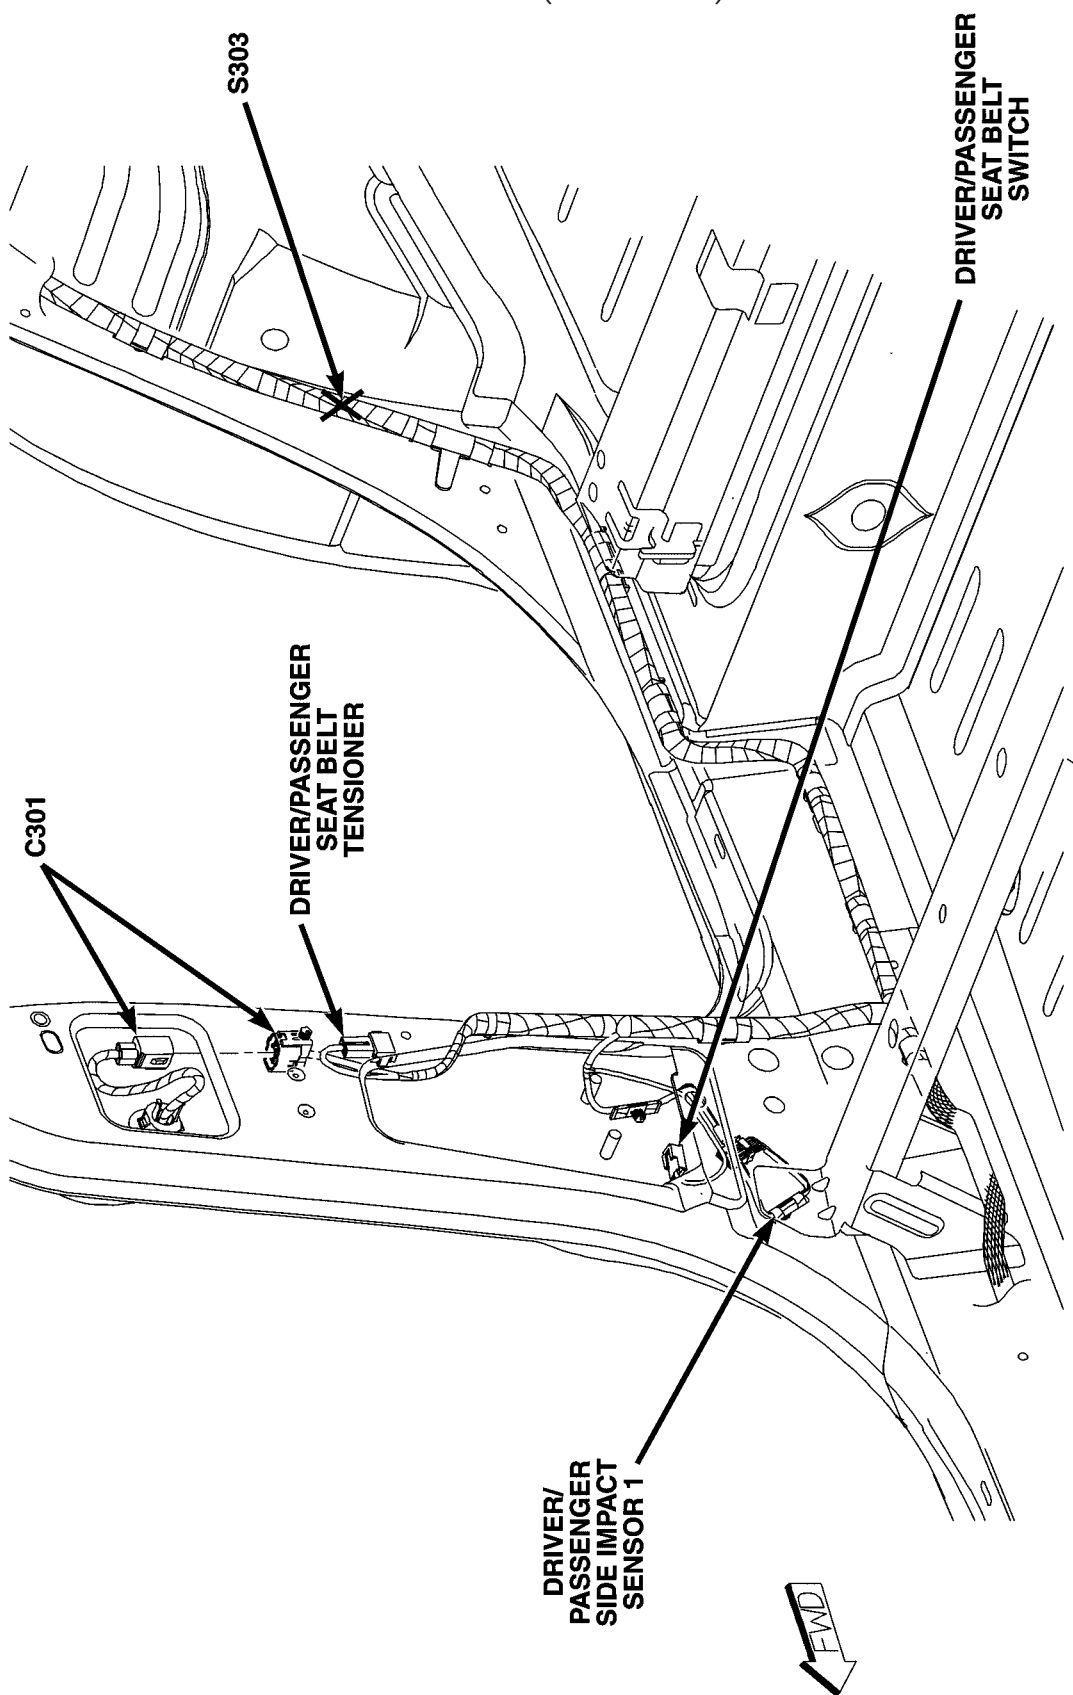 S303
DRIVER/PASSENGER
SEAT BELT
SWITCH
C301
DRIVER/PASSENGER
SEAT BELT
TENSIONER
DRIVER/
PASSENGER
SIDE IMPACT
SENSOR 1
FWD